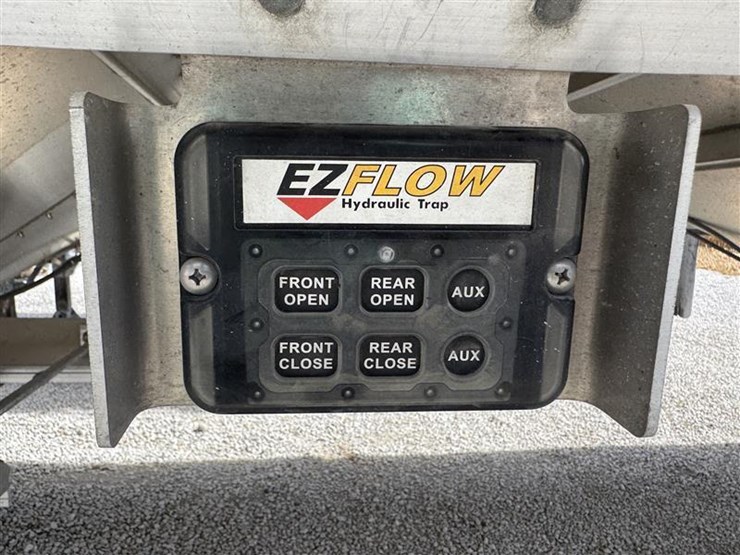 EZFLOW
Hydraulic Trap
FRONT
OPEN
REAR
OPEN
AUX
FRONT
CLOSE
REAR
CLOSE
AUX